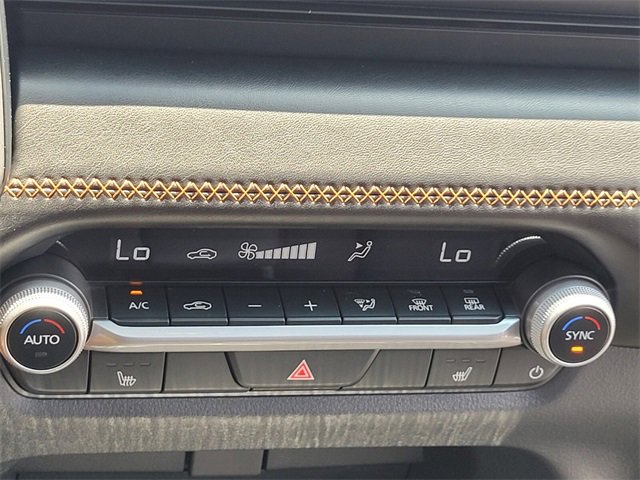 Lo Lo
A/C - + FRONT REAR
AUTO SYNC